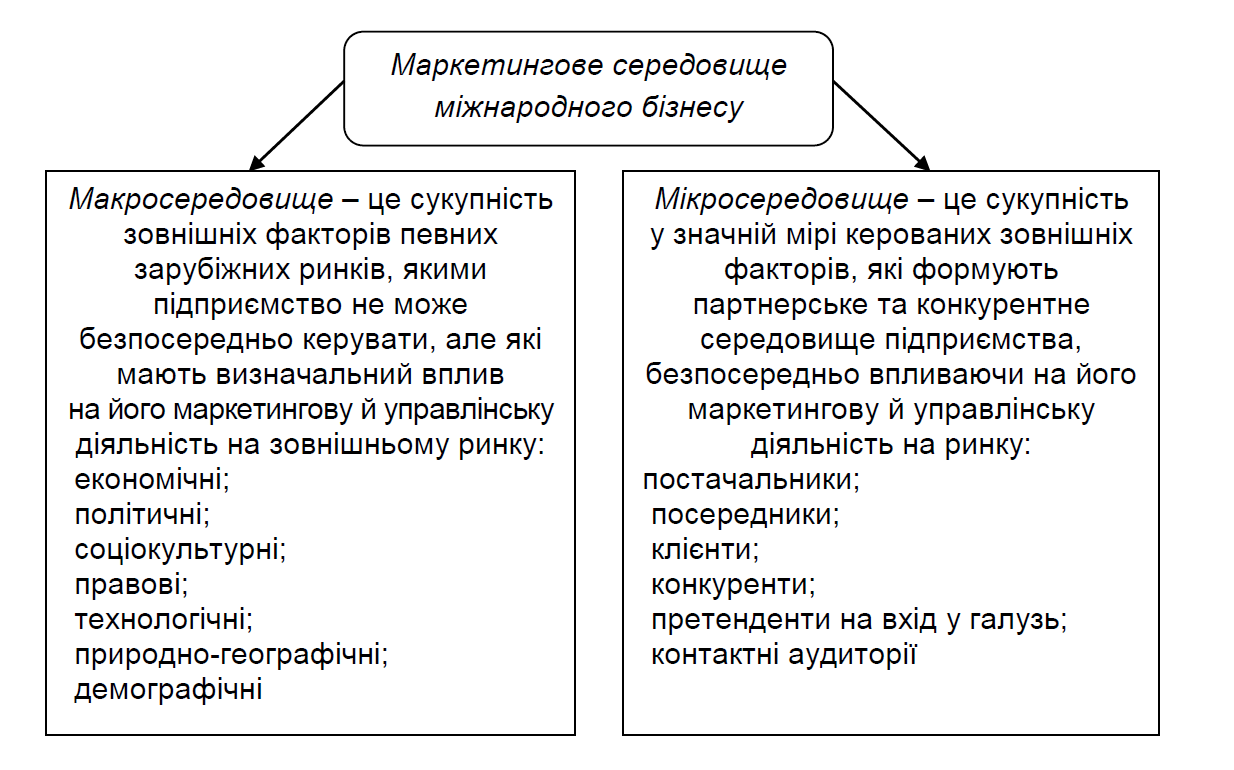 Маркетингове середовище
міжнародного бізнесу
Макросередовище – це сукупність
зовнішніх факторів певних
зарубіжних ринків, якими
підприємство не може
безпосередньо керувати, але які
мають визначальний вплив
на його маркетингову й управлінську
діяльність на зовнішньому ринку:
економічні;
політичні;
соціокультурні;
правові;
технологічні;
природно-географічні;
демографічні
Мікросередовище – це сукупність
у значній мірі керованих зовнішніх
факторів, які формують
партнерське та конкурентне
середовище підприємства,
безпосередньо впливаючи на його
маркетингову й управлінську
діяльність на ринку:
постачальники;
посередники;
клієнти;
конкуренти;
претенденти на вхід у галузь;
контактні аудиторії